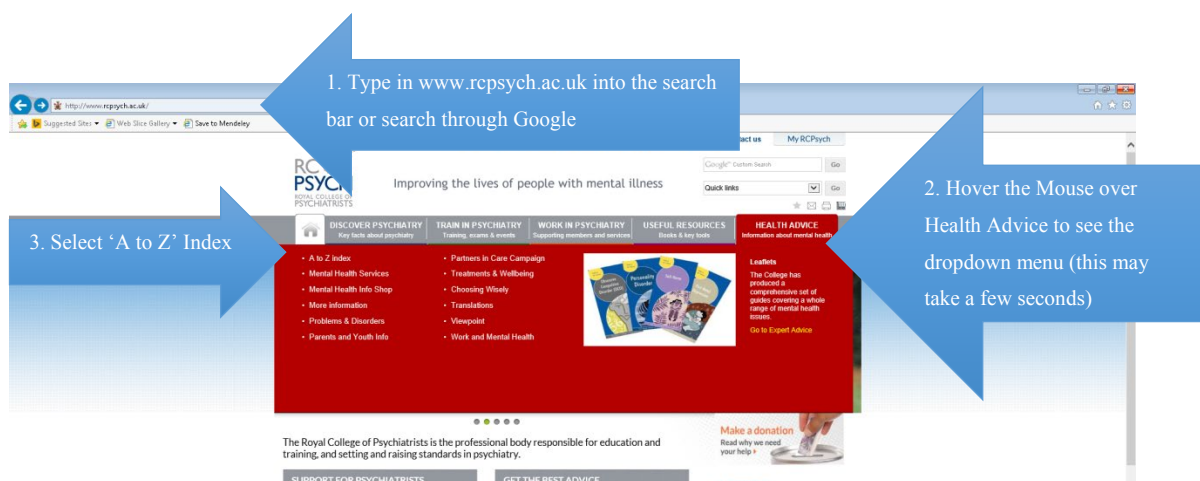 1. Type in www.rcpsych.ac.uk into the search
bar or search through Google
http://www.rcpsych.ac.uk/
Suggested Sites
Web Slice Gallery
Save to Mendeley
us
My RCPsych
RC
PSYCH
ROYAL COLLEGE OF
PSYCHIATRISTS
Improving the lives of people with mental illness
Google™ Custom Search
Go
Quick links
Go
2. Hover the Mouse over
Health Advice to see the
dropdown menu (this may
take a few seconds)
3. Select ‘A to Z’ Index
DISCOVER PSYCHIATRY
Key facts about psychiatry
TRAIN IN PSYCHIATRY
Training, exams & events
WORK IN PSYCHIATRY
Supporting members and services
USEFUL RESOURCES
Books & key tools
HEALTH ADVICE
Information about mental health
• A to Z index
• Mental Health Services
• Mental Health Info Shop
• More information
• Problems & Disorders
• Parents and Youth Info
• Partners in Care Campaign
• Treatments & Wellbeing
• Choosing Wisely
• Translations
• Viewpoint
• Work and Mental Health
Personality
Disorder
Leaflets
The College has
produced a
comprehensive set of
guides covering a whole
range of mental health
issues.
Go to Expert Advice
Make a donation
Read why we need
your help
The Royal College of Psychiatrists is the professional body responsible for education and
training, and setting and raising standards in psychiatry.
SUPPORT FOR PSYCHIATRISTS
GET THE BEST ADVICE